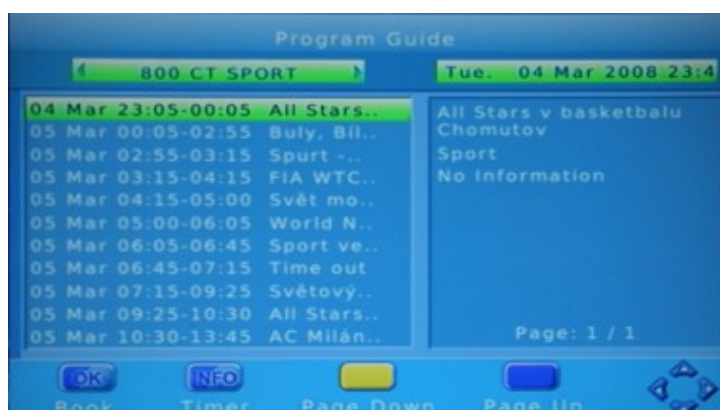 Program Guide
800 CT SPORT
Tue. 04 Mar 2008 23:4
04 Mar 23:05-00:05 All Stars..
05 Mar 00:05-02:55 Buly, Bíl..
05 Mar 02:55-03:15 Spurt -..
05 Mar 03:15-04:15 FIA WTC..
05 Mar 04:15-05:00 Svět mo..
05 Mar 05:00-06:05 World N..
05 Mar 06:05-06:45 Sport ve..
05 Mar 06:45-07:15 Time out
05 Mar 07:15-09:25 Světový..
05 Mar 09:25-10:30 All Stars..
05 Mar 10:30-13:45 AC Milán..
All Stars v basketbalu
Chomutov
Sport
No Information
Page: 1 / 1
OK INFO
Book Timer Page Down Page Up